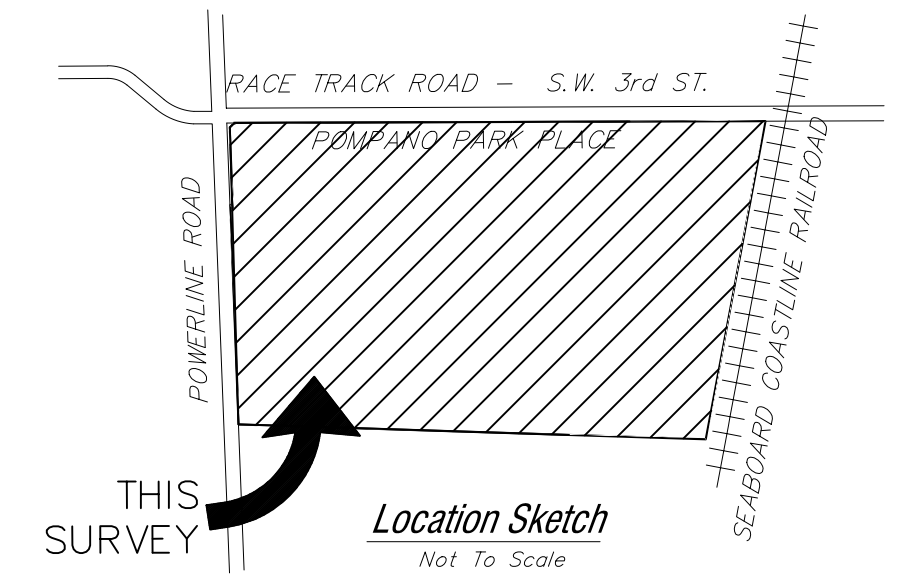 RACE TRACK ROAD – S.W. 3rd ST.
POMPANO PARK PLACE
POWERLINE ROAD
SEABOARD COASTLINE RAILROAD
THIS
SURVEY
Location Sketch
Not To Scale